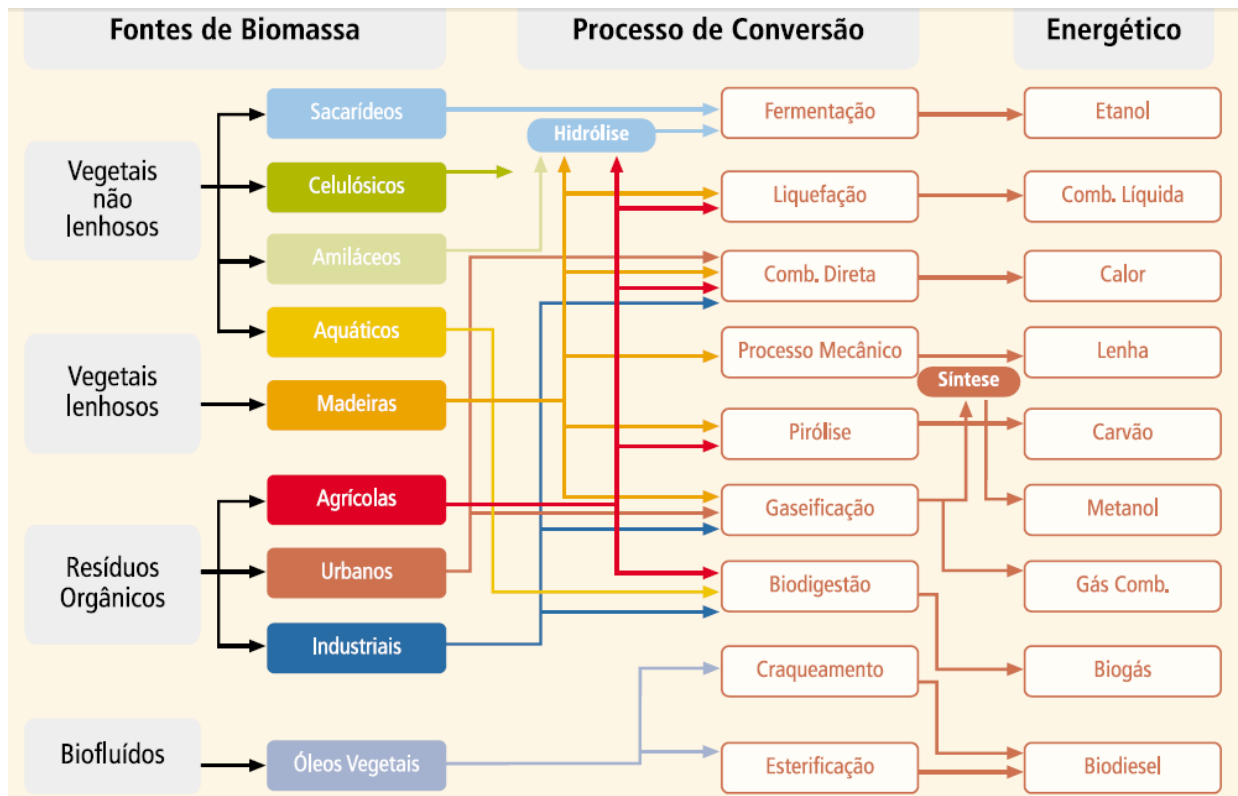 Fontes de Biomassa
Processo de Conversão
Energético
Vegetais
não
lenhosos
Vegetais
lenhosos
Resíduos
Orgânicos
Biofluídos
Sacarídeos
Celulósicos
Amiláceos
Aquáticos
Madeiras
Agrícolas
Urbanos
Industriais
Óleos Vegetais
Hidrólise
Fermentação
Liquefação
Comb. Direta
Processo Mecânico
Pirólise
Gaseificação
Biodigestão
Craqueamento
Esterificação
Síntese
Etanol
Comb. Líquida
Calor
Lenha
Carvão
Metanol
Gás Comb.
Biogás
Biodiesel